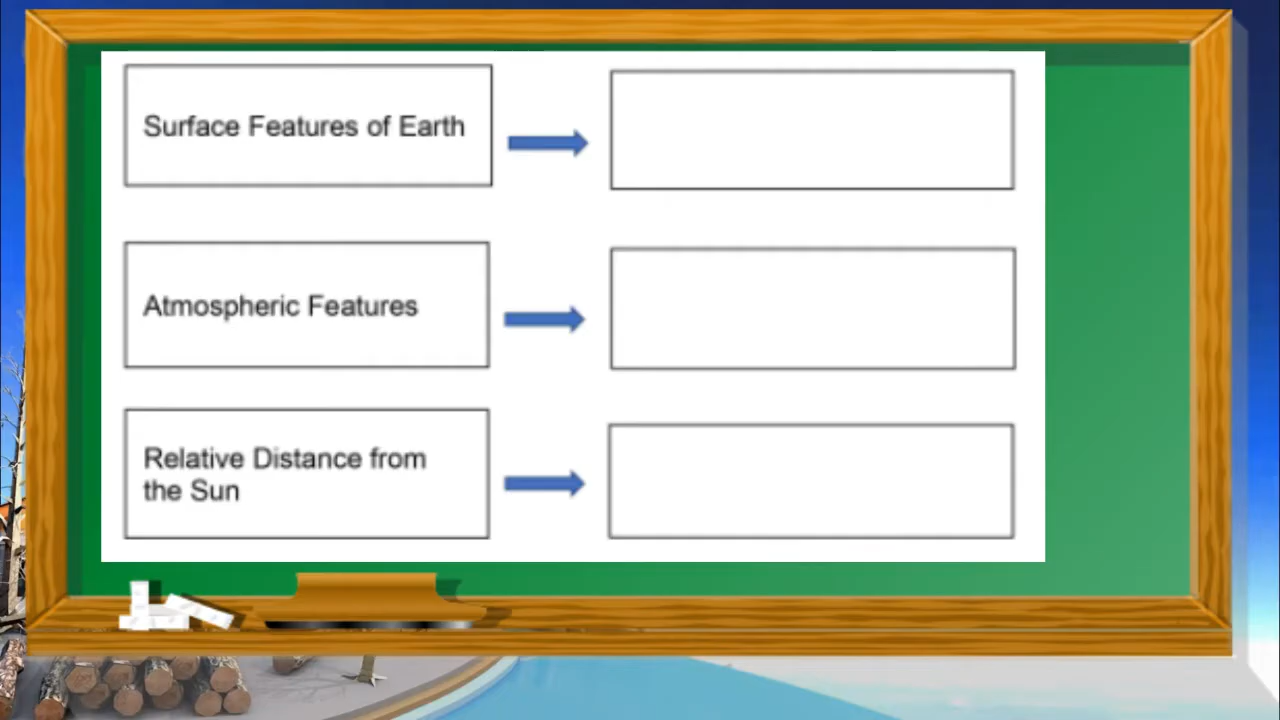 Surface Features of Earth
Atmospheric Features
Relative Distance from
the Sun